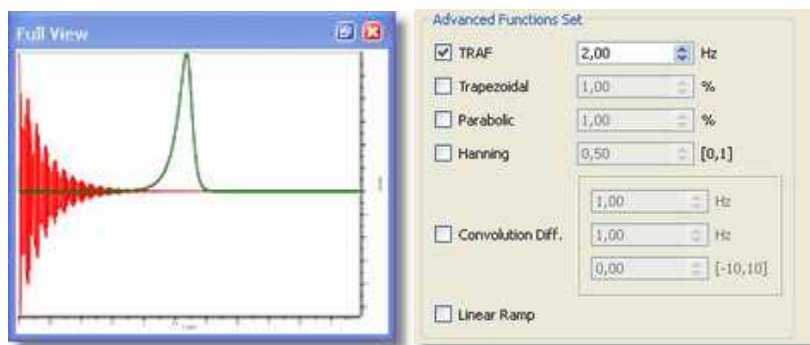 Full View
Advanced Functions Set
TRAF 2,00 Hz
Trapezoidal 1,00 %
Parabolic 1,00 %
Hanning 0,50 [0,1]
1,00 Hz
Convolution Diff. 1,00 Hz
0,00 [-10,10]
Linear Ramp